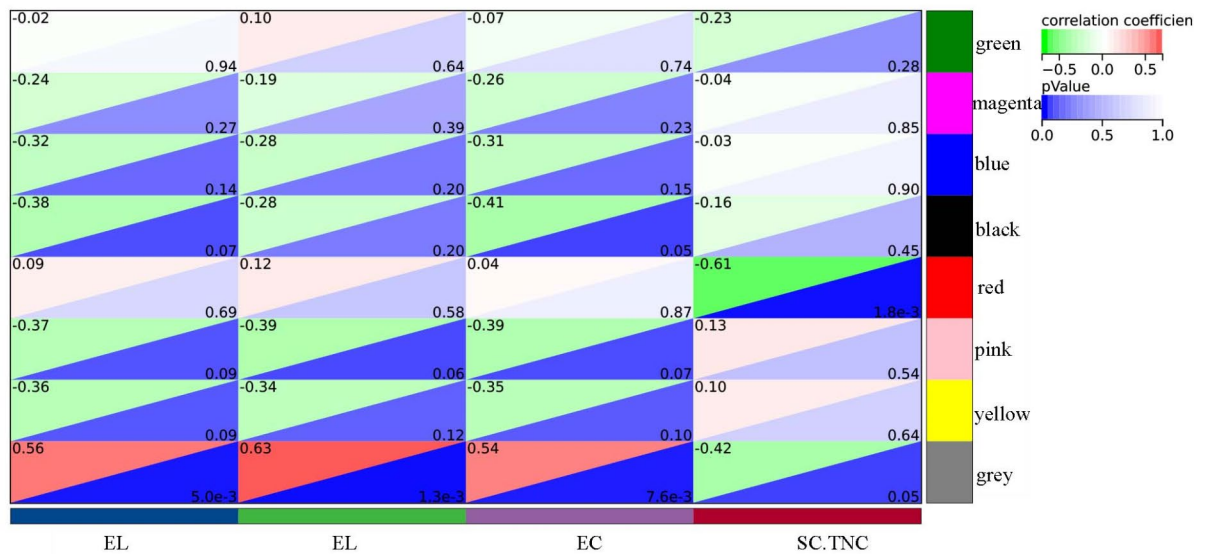 -0.02 0.10 -0.07 -0.23 correlation coefficien
green
0.94 0.64 0.74 0.28 −0.5 0.0 0.5
-0.24 -0.19 -0.26 -0.04 pValue
magenta
0.27 0.39 0.23 0.85 0.0 0.5 1.0
-0.32 -0.28 -0.31 -0.03
blue
0.14 0.20 0.15 0.90
-0.38 -0.28 -0.41 -0.16
black
0.07 0.20 0.05 0.45
0.09 0.12 0.04 -0.61
red
0.69 0.58 0.87 1.8e-3
-0.37 -0.39 -0.39 0.13
pink
0.09 0.06 0.07 0.54
-0.36 -0.34 -0.35 0.10
yellow
0.09 0.12 0.10 0.64
0.56 0.63 0.54 -0.42
grey
5.0e-3 1.3e-3 7.6e-3 0.05
EL EL EC SC.TNC